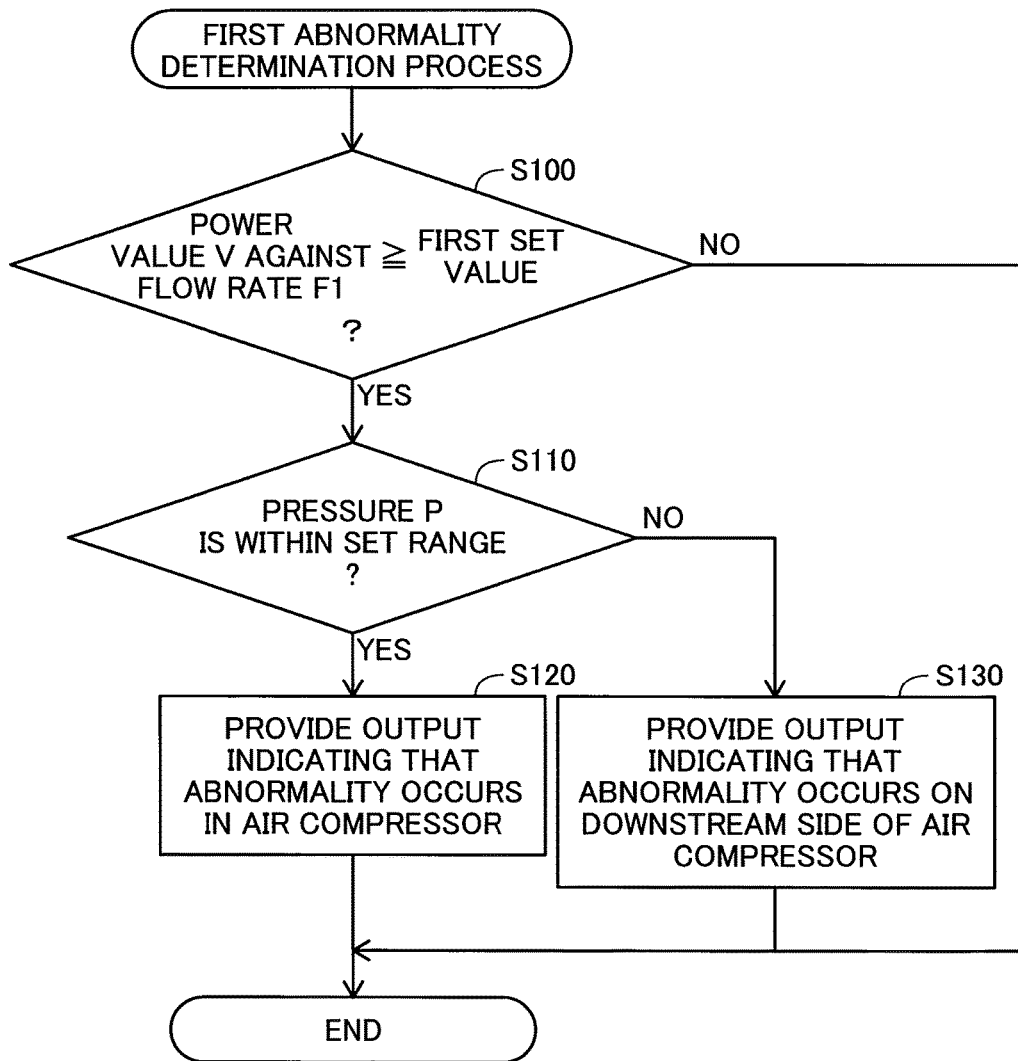 FIRST ABNORMALITY
DETERMINATION PROCESS
S100
POWER
VALUE V AGAINST
FLOW RATE F1
≧
FIRST SET
VALUE
?
NO
YES
S110
PRESSURE P
IS WITHIN SET RANGE
?
NO
YES
S120
PROVIDE OUTPUT
INDICATING THAT
ABNORMALITY OCCURS
IN AIR COMPRESSOR
S130
PROVIDE OUTPUT
INDICATING THAT
ABNORMALITY OCCURS ON
DOWNSTREAM SIDE OF AIR
COMPRESSOR
END